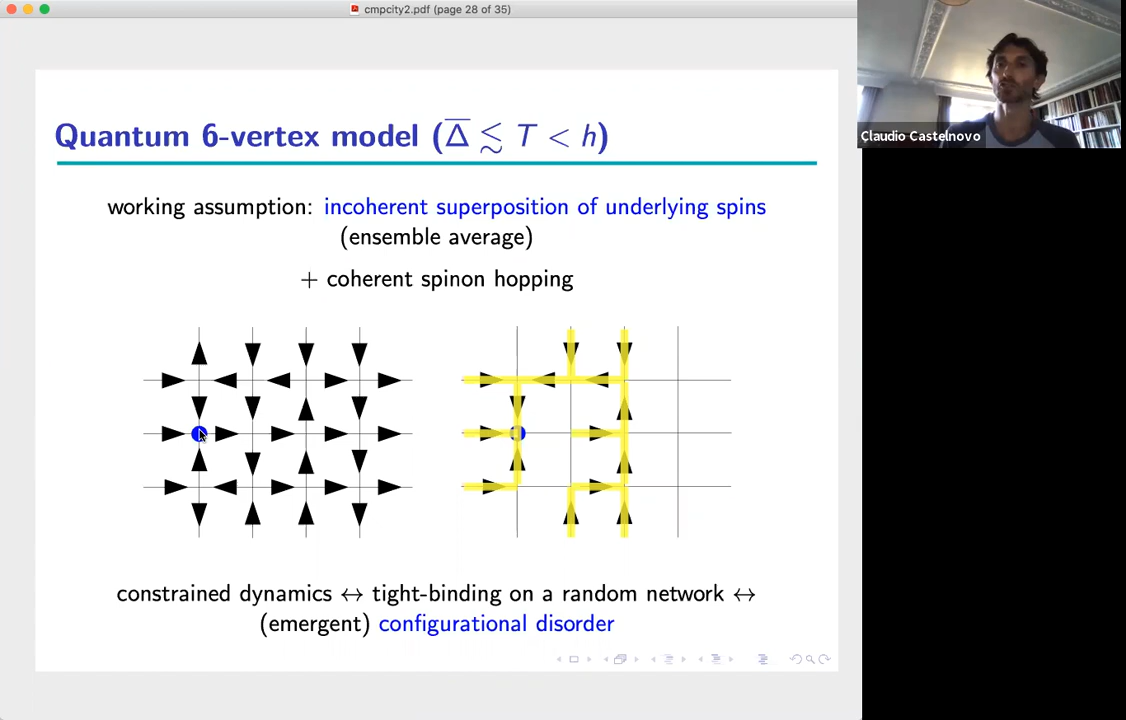 cmpcity2.pdf (page 28 of 35)
Claudio Castelnovo
Quantum 6-vertex model (Δ̅ ≲ T < h)
working assumption: incoherent superposition of underlying spins
(ensemble average)
+ coherent spinon hopping
constrained dynamics ↔ tight-binding on a random network ↔
(emergent) configurational disorder